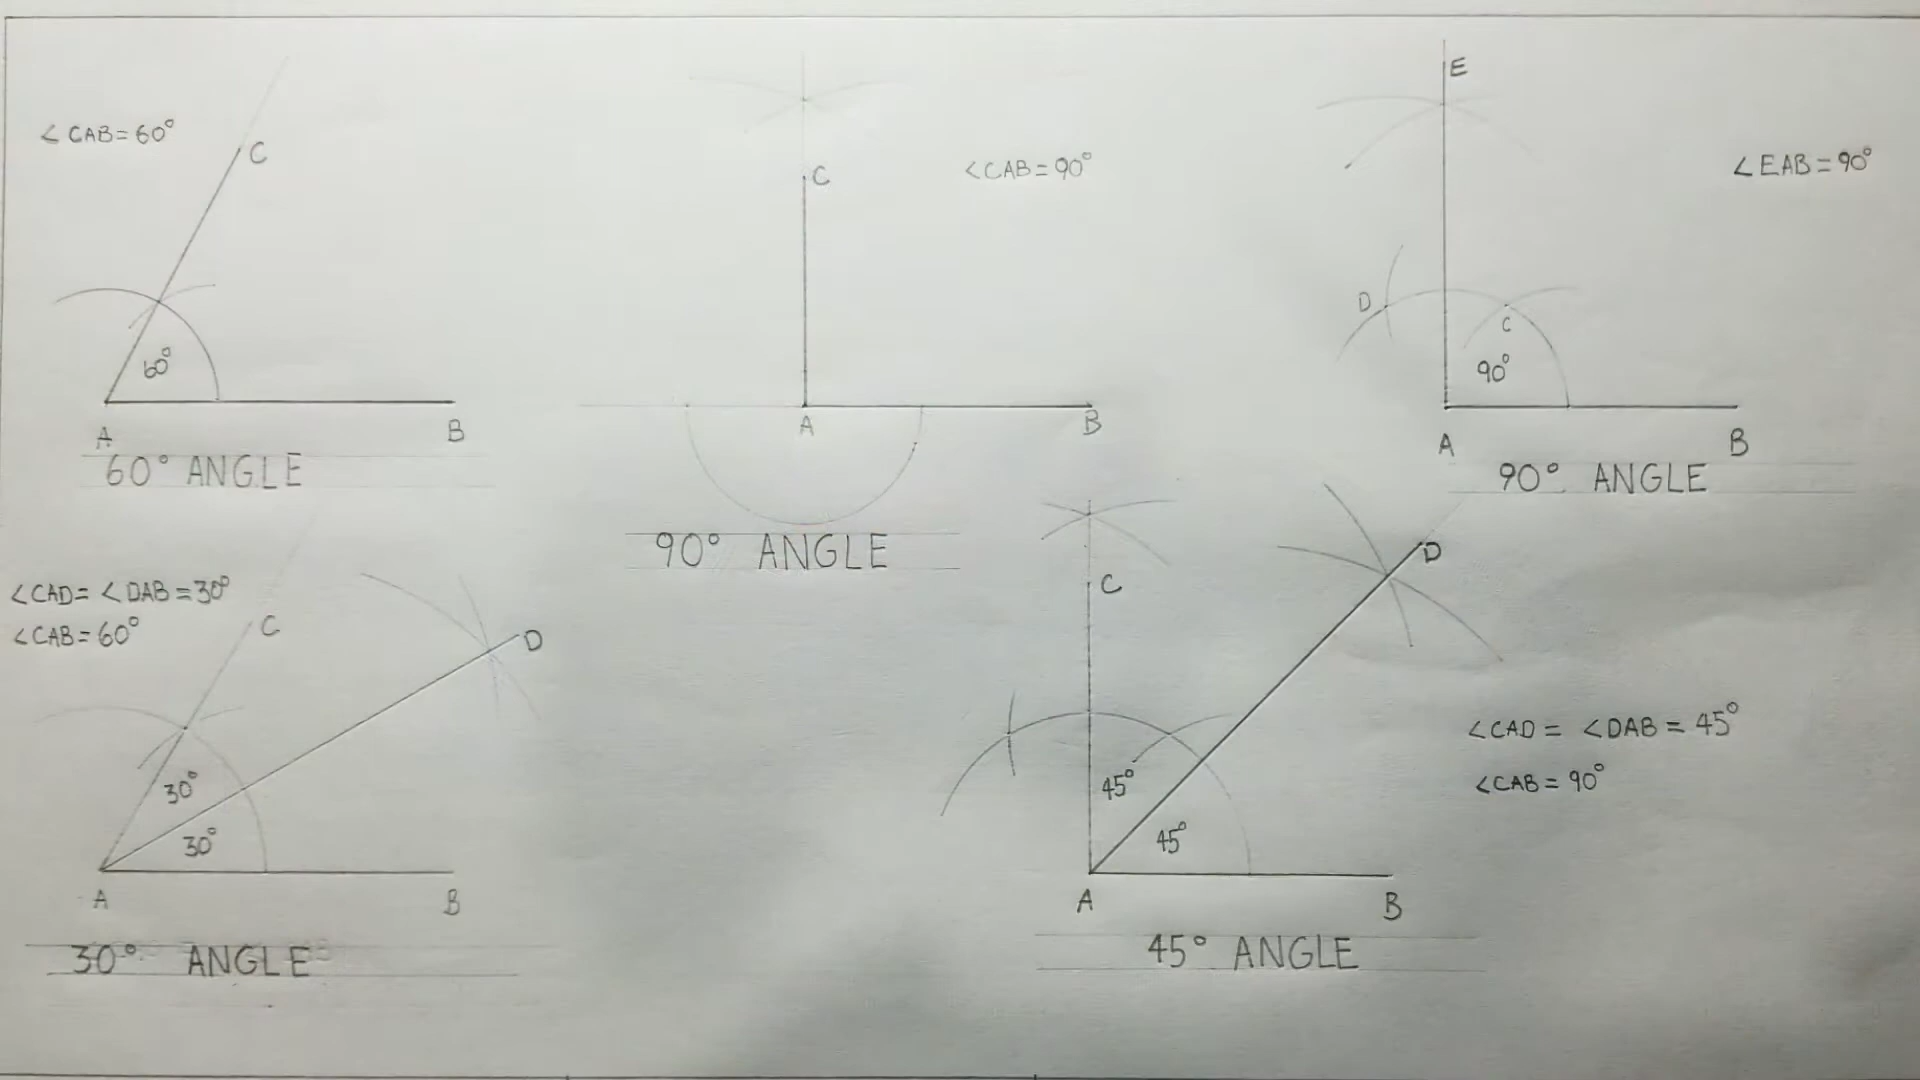 ∠CAB=60°
C
60°
A
B
60° ANGLE
C
∠CAB=90°
A
B
90° ANGLE
E
∠EAB=90°
D
C
90°
A
B
90° ANGLE
∠CAD=∠DAB=30°
∠CAB=60°
C
D
30°
30°
A
B
30° ANGLE
C
D
45°
45°
∠CAD=∠DAB=45°
∠CAB=90°
A
B
45° ANGLE